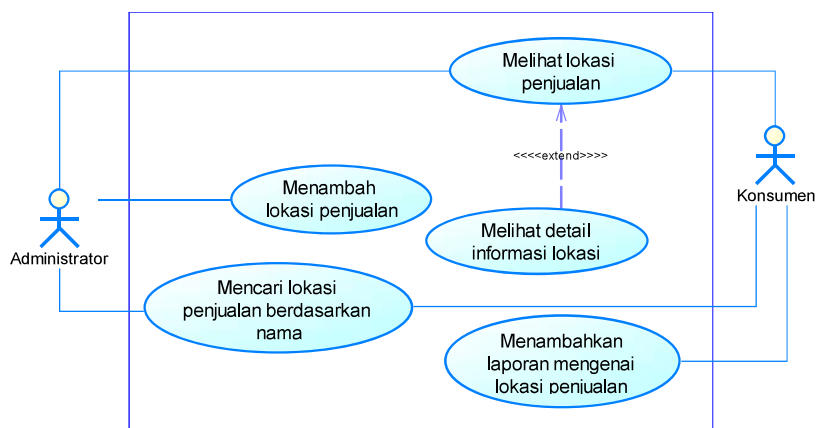 Melihat lokasi
penjualan
<<<<extend>>>>
Menambah
lokasi penjualan
Konsumen
Melihat detail
informasi lokasi
Administrator
Mencari lokasi
penjualan berdasarkan
nama
Menambahkan
laporan mengenai
lokasi penjualan